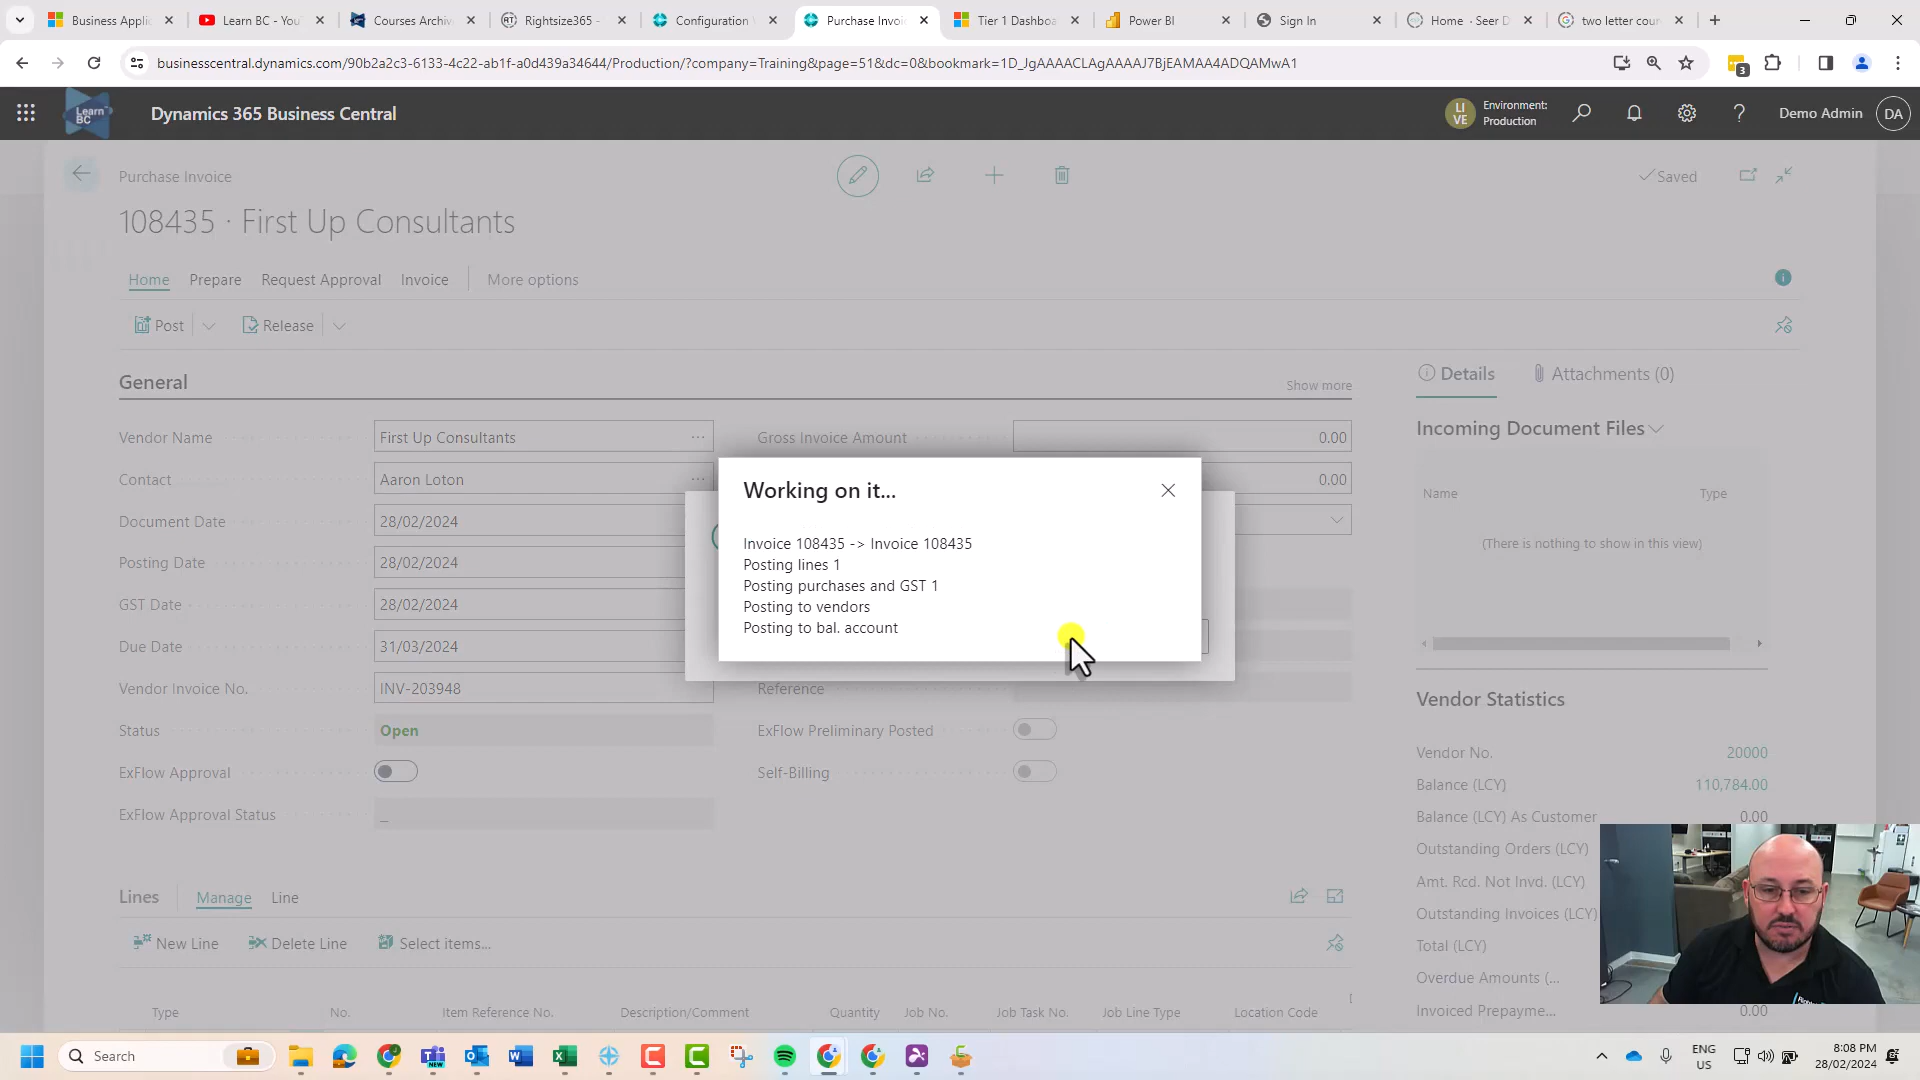 Business Applic
Learn BC - You
Courses Archiv
Rightsize365 -
Configuration
Purchase Invoi
Tier 1 Dashboa
Power BI
Sign In
Home - Seer D
two letter coun
businesscentral.dynamics.com/90b2a2c3-6133-4c22-ab1f-a0d439a34644/Production/?company=Training&page=51&dc=0&bookmark=1D_JgAAAACLAgAAAAJ7BjEAMAA4ADQAMwA1
3
Learn BC
Dynamics 365 Business Central
LIVE
Environment:
Production
?
Demo Admin
DA
Purchase Invoice
Saved
108435 · First Up Consultants
Home
Prepare
Request Approval
Invoice
More options
Post
Release
General
Show more
Vendor Name
First Up Consultants
Contact
Aaron Loton
Document Date
28/02/2024
Posting Date
28/02/2024
GST Date
28/02/2024
Due Date
31/03/2024
Vendor Invoice No.
INV-203948
Status
Open
ExFlow Approval
ExFlow Approval Status
_
Gross Invoice Amount
0.00
0.00
Working on it...
Invoice 108435 -> Invoice 108435
Posting lines 1
Posting purchases and GST 1
Posting to vendors
Posting to bal. account
Reference
ExFlow Preliminary Posted
Self-Billing
Details
Attachments (0)
Incoming Document Files
Name
Type
(There is nothing to show in this view)
Vendor Statistics
Vendor No.
20000
Balance (LCY)
110,784.00
Balance (LCY) As Customer
0.00
Outstanding Orders (LCY)
Amt. Rcd. Not Invd. (LCY)
Outstanding Invoices (LCY)
Total (LCY)
Overdue Amounts (...
Invoiced Prepayme...
0.00
Lines
Manage
Line
New Line
Delete Line
Select items...
Type
No.
Item Reference No.
Description/Comment
Quantity
Job No.
Job Task No.
Job Line Type
Location Code
Search
NEW
ENG
US
8:08 PM
28/02/2024